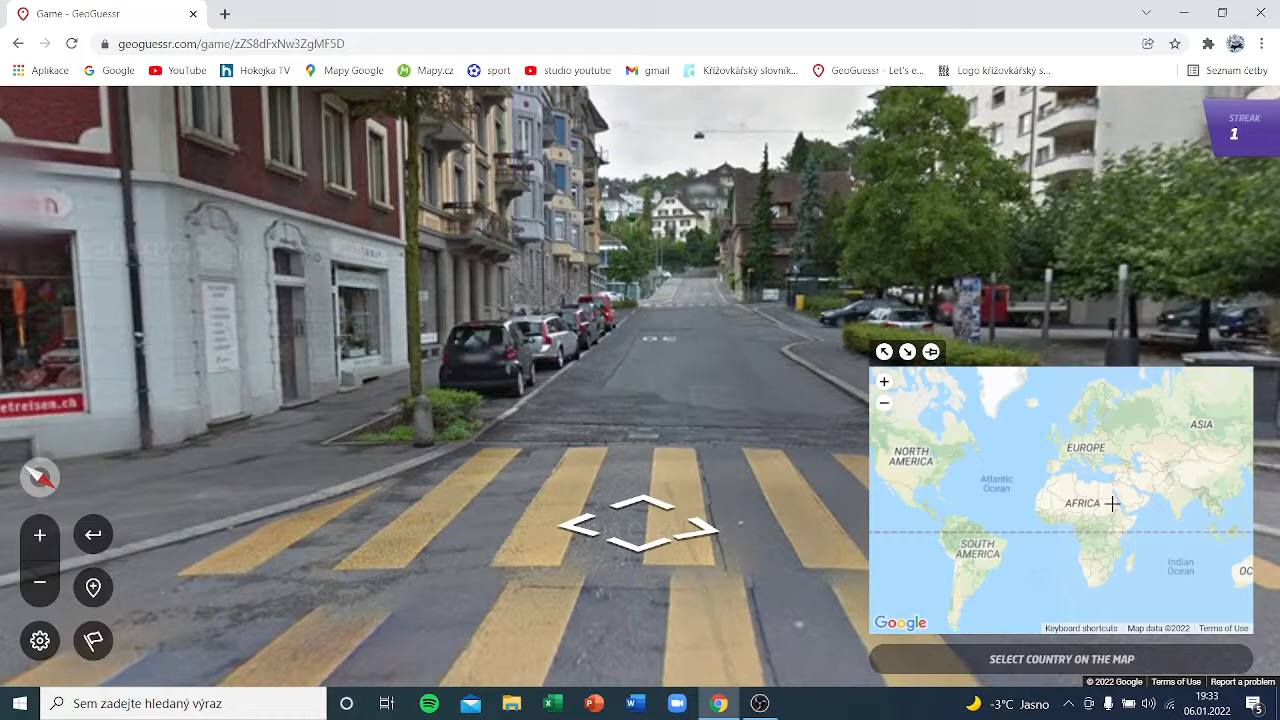 Game - GeoGuessr
geoguessr.com/game/zZS8dFxNw3ZgMF5D
Aplikace
Google
YouTube
Hokejka TV
Mapy Google
Mapy.cz
sport
studio youtube
gmail
Křížovkářský slovník...
GeoGuessr - Let's e...
Logo křížovkářský s...
Seznam četby
STREAK
1
etreisen.ch
NORTH AMERICA
Atlantic Ocean
EUROPE
ASIA
AFRICA
SOUTH AMERICA
Indian Ocean
OC
Google
Keyboard shortcuts
Map data ©2022
Terms of Use
SELECT COUNTRY ON THE MAP
© 2022 Google
Terms of Use
Report a problem
Sem zadejte hledaný výraz
-1°C
19:33
06.01.2022